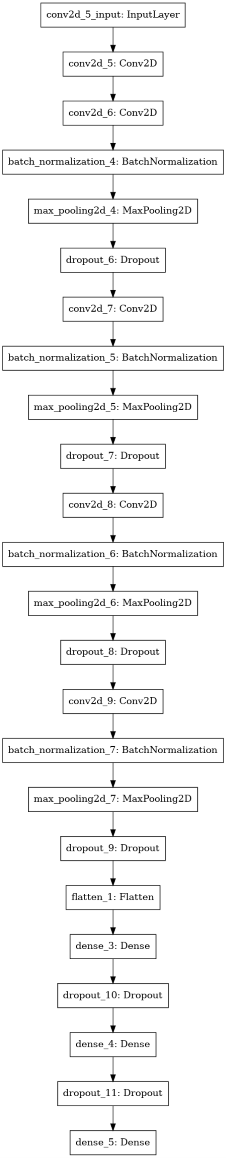 conv2d_5_input: InputLayer
conv2d_5: Conv2D
conv2d_6: Conv2D
batch_normalization_4: BatchNormalization
max_pooling2d_4: MaxPooling2D
dropout_6: Dropout
conv2d_7: Conv2D
batch_normalization_5: BatchNormalization
max_pooling2d_5: MaxPooling2D
dropout_7: Dropout
conv2d_8: Conv2D
batch_normalization_6: BatchNormalization
max_pooling2d_6: MaxPooling2D
dropout_8: Dropout
conv2d_9: Conv2D
batch_normalization_7: BatchNormalization
max_pooling2d_7: MaxPooling2D
dropout_9: Dropout
flatten_1: Flatten
dense_3: Dense
dropout_10: Dropout
dense_4: Dense
dropout_11: Dropout
dense_5: Dense